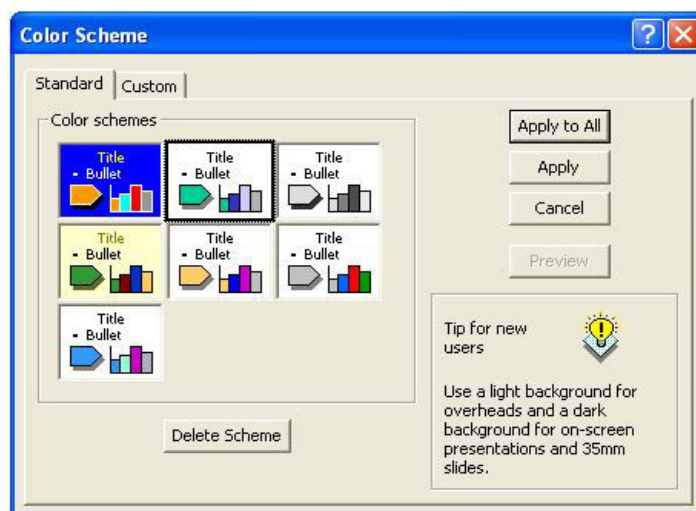 Color Scheme
Standard
Custom
Color schemes
Title
- Bullet
Title
- Bullet
Title
- Bullet
Title
- Bullet
Title
- Bullet
Title
- Bullet
Title
- Bullet
Delete Scheme
Apply to All
Apply
Cancel
Preview
Tip for new
users
Use a light background for
overheads and a dark
background for on-screen
presentations and 35mm
slides.